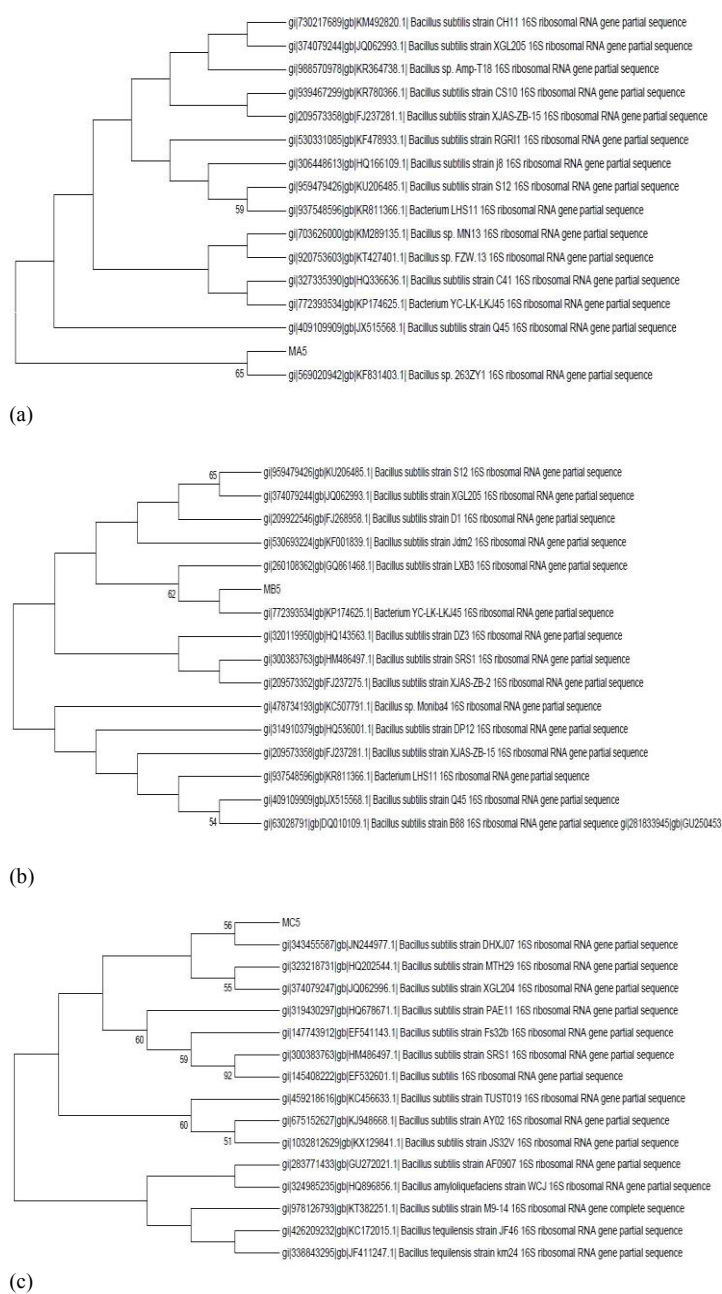 gi|730217689|gb|KM492820.1| Bacillus subtilis strain CH11 16S ribosomal RNA gene partial sequence
gi|374079244|gb|JQ062993.1| Bacillus subtilis strain XGL205 16S ribosomal RNA gene partial sequence
gi|988570978|gb|KR364738.1| Bacillus sp. Amp-T18 16S ribosomal RNA gene partial sequence
gi|939467299|gb|KR780366.1| Bacillus subtilis strain CS10 16S ribosomal RNA gene partial sequence
gi|209573358|gb|FJ237281.1| Bacillus subtilis strain XJAS-ZB-15 16S ribosomal RNA gene partial sequence
gi|530331085|gb|KF478933.1| Bacillus subtilis strain RGRI1 16S ribosomal RNA gene partial sequence
gi|306448613|gb|HQ166109.1| Bacillus subtilis strain j8 16S ribosomal RNA gene partial sequence
gi|959479426|gb|KU206485.1| Bacillus subtilis strain S12 16S ribosomal RNA gene partial sequence
59 gi|937548596|gb|KR811366.1| Bacterium LHS11 16S ribosomal RNA gene partial sequence
gi|703626000|gb|KM289135.1| Bacillus sp. MN13 16S ribosomal RNA gene partial sequence
gi|920753603|gb|KT427401.1| Bacillus sp. FZW.13 16S ribosomal RNA gene partial sequence
gi|327335390|gb|HQ336636.1| Bacillus subtilis strain C41 16S ribosomal RNA gene partial sequence
gi|772393534|gb|KP174625.1| Bacterium YC-LK-LKJ45 16S ribosomal RNA gene partial sequence
gi|409109909|gb|JX515568.1| Bacillus subtilis strain Q45 16S ribosomal RNA gene partial sequence
MA5
65 gi|569020942|gb|KF831403.1| Bacillus sp. 263ZY1 16S ribosomal RNA gene partial sequence
(a)
65 gi|959479426|gb|KU206485.1| Bacillus subtilis strain S12 16S ribosomal RNA gene partial sequence
gi|374079244|gb|JQ062993.1| Bacillus subtilis strain XGL205 16S ribosomal RNA gene partial sequence
gi|209922546|gb|FJ268958.1| Bacillus subtilis strain D1 16S ribosomal RNA gene partial sequence
gi|530693224|gb|KF001839.1| Bacillus subtilis strain Jdm2 16S ribosomal RNA gene partial sequence
gi|260108362|gb|GQ861468.1| Bacillus subtilis strain LXB3 16S ribosomal RNA gene partial sequence
62 MB5
gi|772393534|gb|KP174625.1| Bacterium YC-LK-LKJ45 16S ribosomal RNA gene partial sequence
gi|320119950|gb|HQ143563.1| Bacillus subtilis strain DZ3 16S ribosomal RNA gene partial sequence
gi|300383763|gb|HM486497.1| Bacillus subtilis strain SRS1 16S ribosomal RNA gene partial sequence
gi|209573352|gb|FJ237275.1| Bacillus subtilis strain XJAS-ZB-2 16S ribosomal RNA gene partial sequence
gi|478734193|gb|KC507791.1| Bacillus sp. Moniba4 16S ribosomal RNA gene partial sequence
gi|314910379|gb|HQ536001.1| Bacillus subtilis strain DP12 16S ribosomal RNA gene partial sequence
gi|209573358|gb|FJ237281.1| Bacillus subtilis strain XJAS-ZB-15 16S ribosomal RNA gene partial sequence
gi|937548596|gb|KR811366.1| Bacterium LHS11 16S ribosomal RNA gene partial sequence
gi|409109909|gb|JX515568.1| Bacillus subtilis strain Q45 16S ribosomal RNA gene partial sequence
54 gi|63028791|gb|DQ010109.1| Bacillus subtilis strain B88 16S ribosomal RNA gene partial sequence gi|281833945|gb|GU250453
(b)
56 MC5
gi|343455587|gb|JN244977.1| Bacillus subtilis strain DHXJ07 16S ribosomal RNA gene partial sequence
gi|323218731|gb|HQ202544.1| Bacillus subtilis strain MTH29 16S ribosomal RNA gene partial sequence
55 gi|374079247|gb|JQ062996.1| Bacillus subtilis strain XGL204 16S ribosomal RNA gene partial sequence
gi|319430297|gb|HQ678671.1| Bacillus subtilis strain PAE11 16S ribosomal RNA gene partial sequence
60 gi|147743912|gb|EF541143.1| Bacillus subtilis strain Fs32b 16S ribosomal RNA gene partial sequence
59 gi|300383763|gb|HM486497.1| Bacillus subtilis strain SRS1 16S ribosomal RNA gene partial sequence
92 gi|145408222|gb|EF532601.1| Bacillus subtilis 16S ribosomal RNA gene partial sequence
gi|459218616|gb|KC456633.1| Bacillus subtilis strain TUST019 16S ribosomal RNA gene partial sequence
60 gi|675152627|gb|KJ948668.1| Bacillus subtilis strain AY02 16S ribosomal RNA gene partial sequence
51 gi|1032812629|gb|KX129841.1| Bacillus subtilis strain JS32V 16S ribosomal RNA gene partial sequence
gi|283771433|gb|GU272021.1| Bacillus subtilis strain AF0907 16S ribosomal RNA gene partial sequence
gi|324985235|gb|HQ896856.1| Bacillus amyloliquefaciens strain WCJ 16S ribosomal RNA gene partial sequence
gi|978126793|gb|KT382251.1| Bacillus subtilis strain M9-14 16S ribosomal RNA gene complete sequence
gi|426209232|gb|KC172015.1| Bacillus tequilensis strain JF46 16S ribosomal RNA gene partial sequence
gi|338843295|gb|JF411247.1| Bacillus tequilensis strain km24 16S ribosomal RNA gene partial sequence
(c)